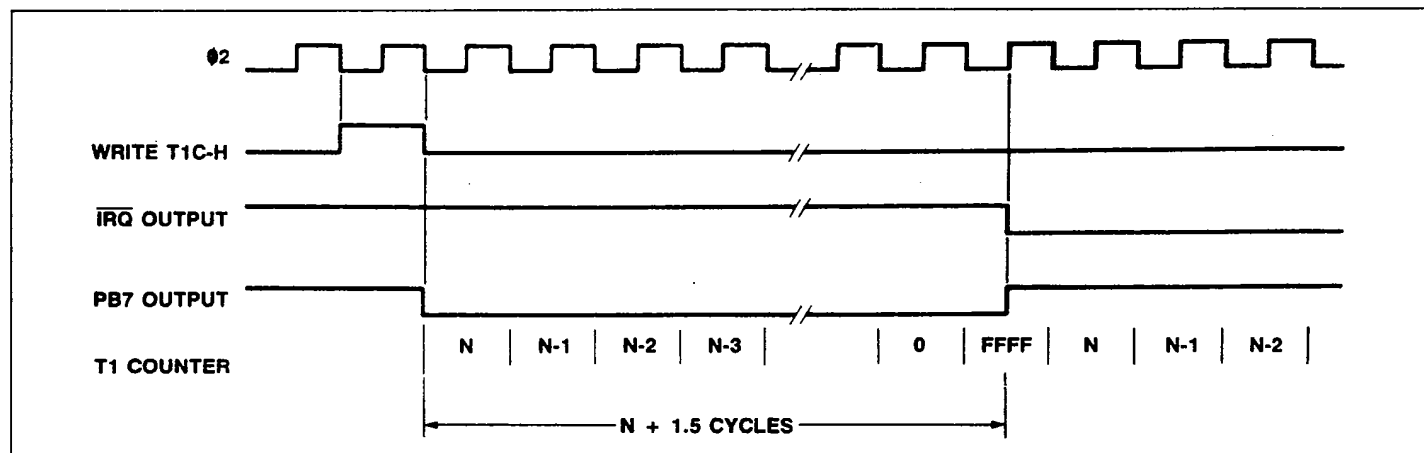 ϕ2
WRITE T1C-H
IRQ OUTPUT
PB7 OUTPUT
T1 COUNTER N N-1 N-2 N-3 0 FFFF N N-1 N-2
N + 1.5 CYCLES